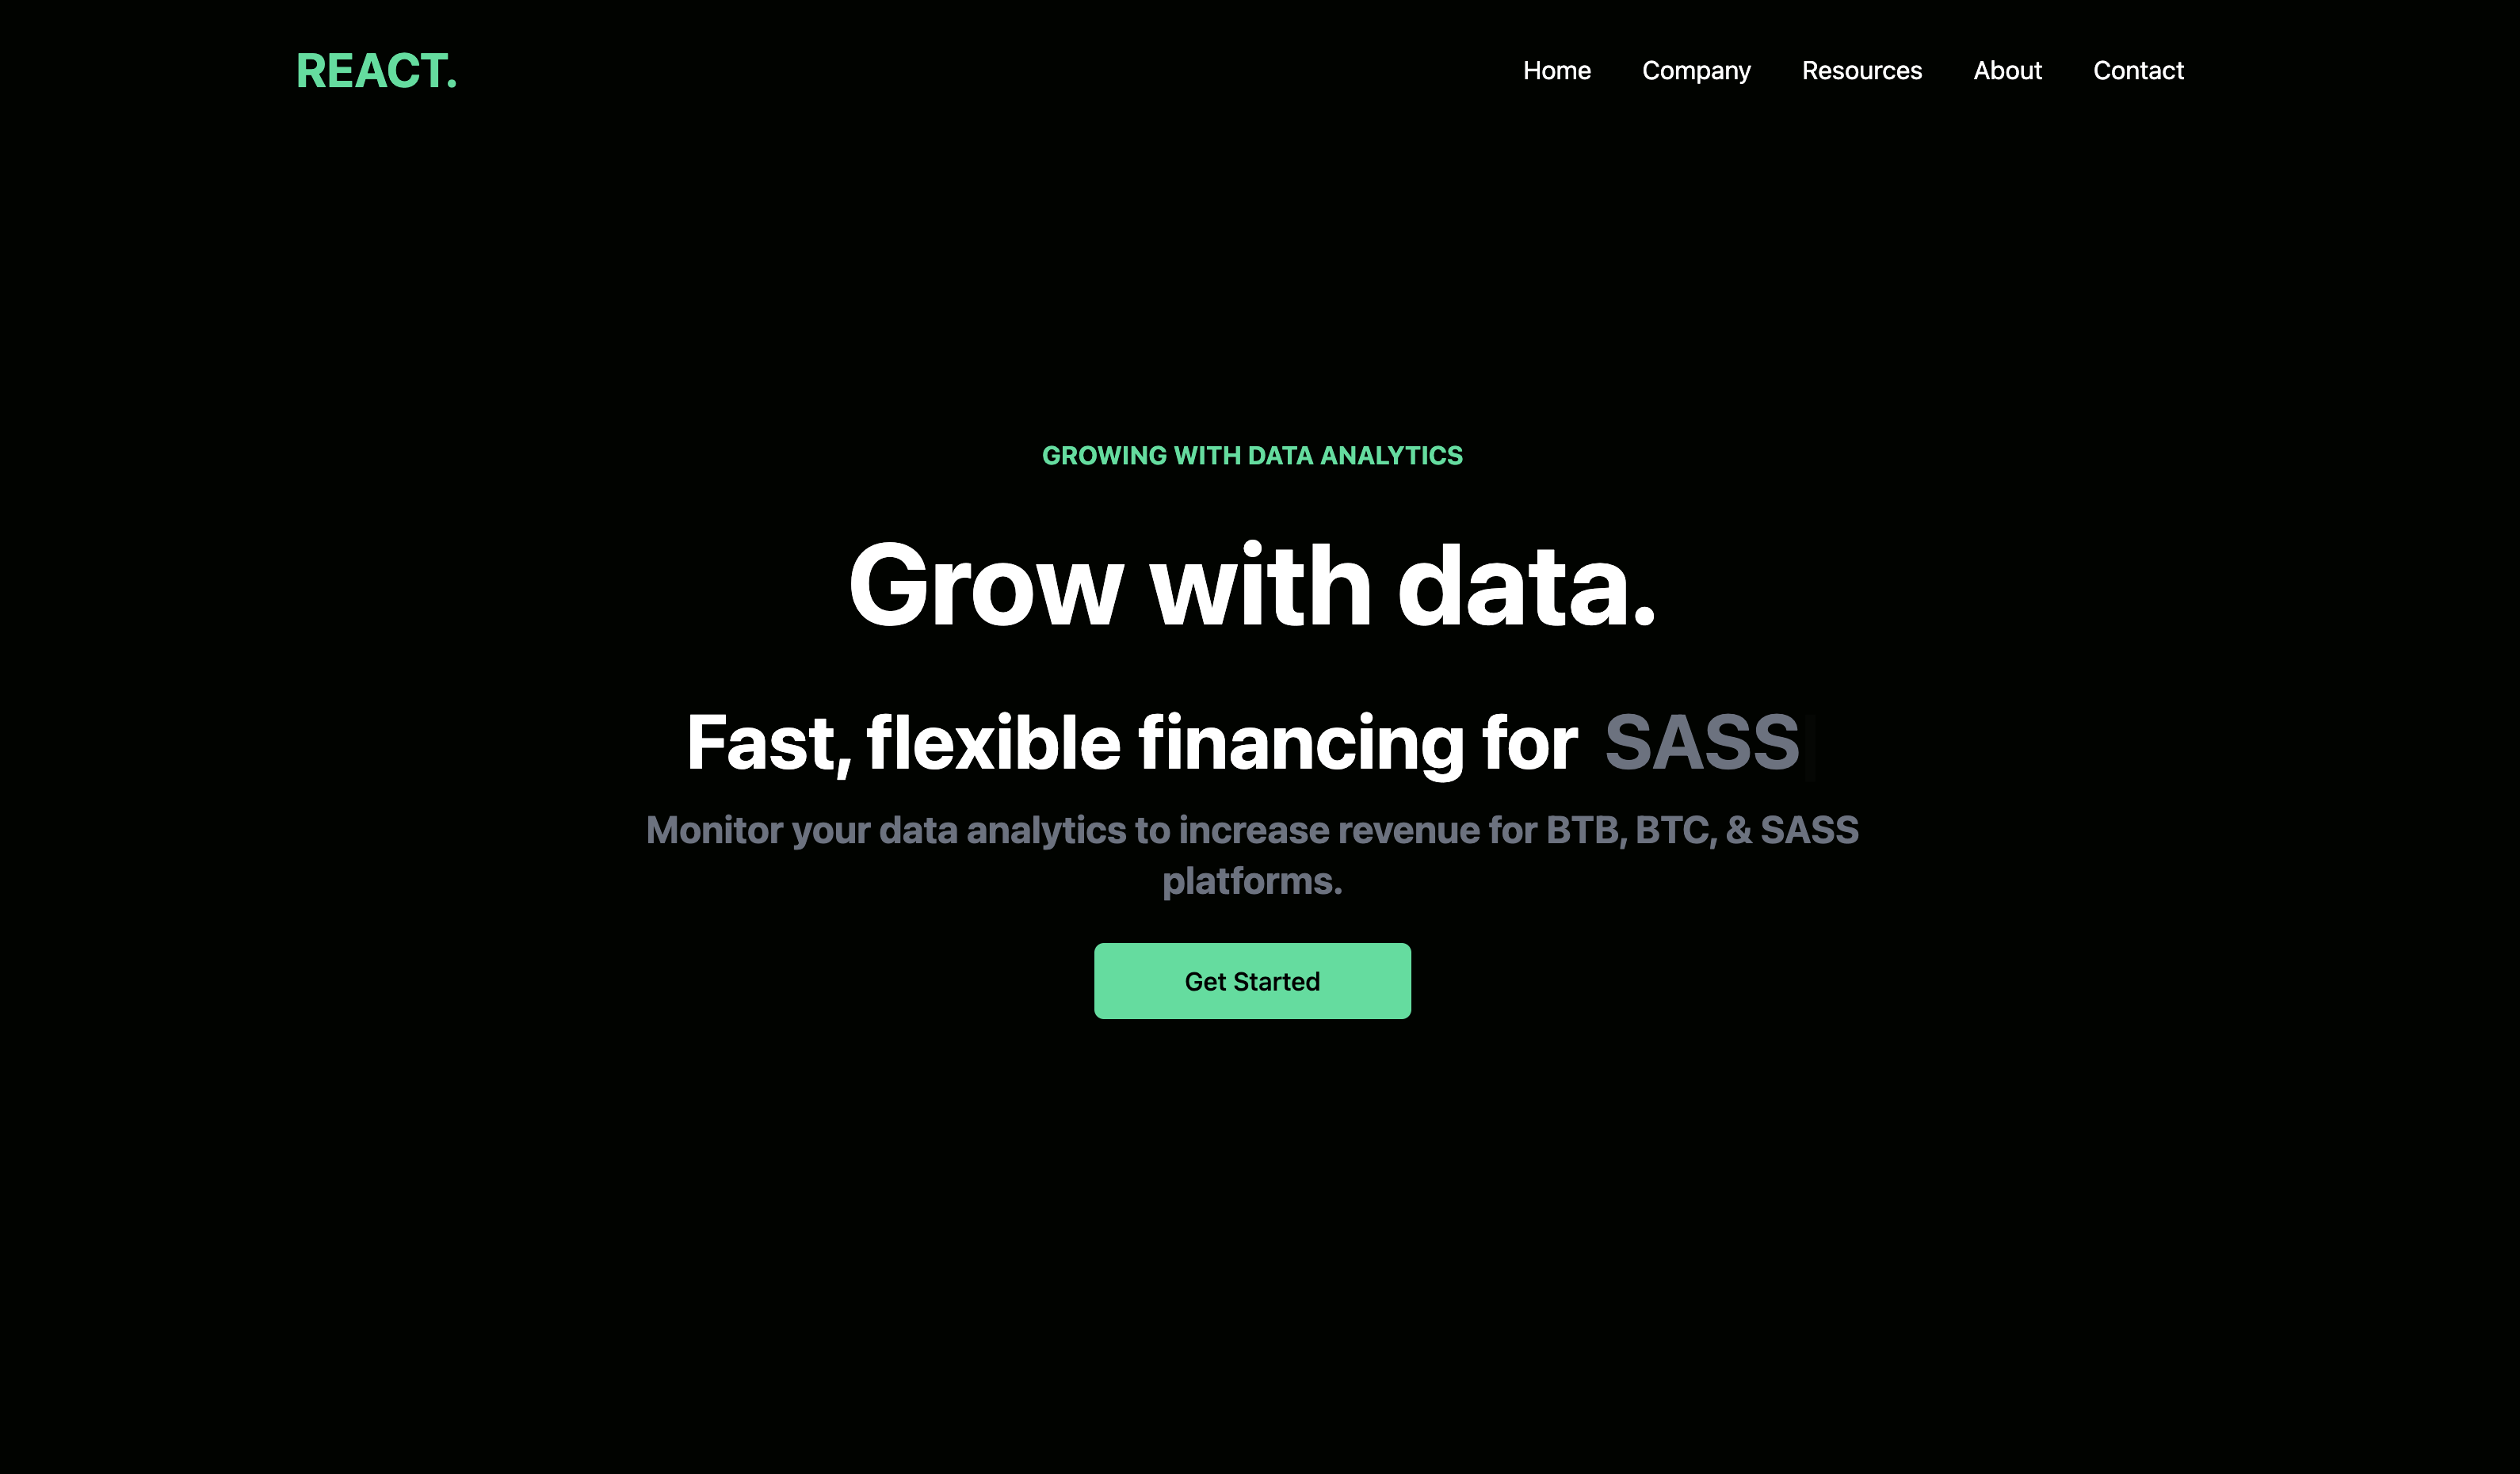 REACT.
Home Company Resources About Contact
GROWING WITH DATA ANALYTICS
Grow with data.
Fast, flexible financing for SASS
Monitor your data analytics to increase revenue for BTB, BTC, & SASS
platforms.
Get Started